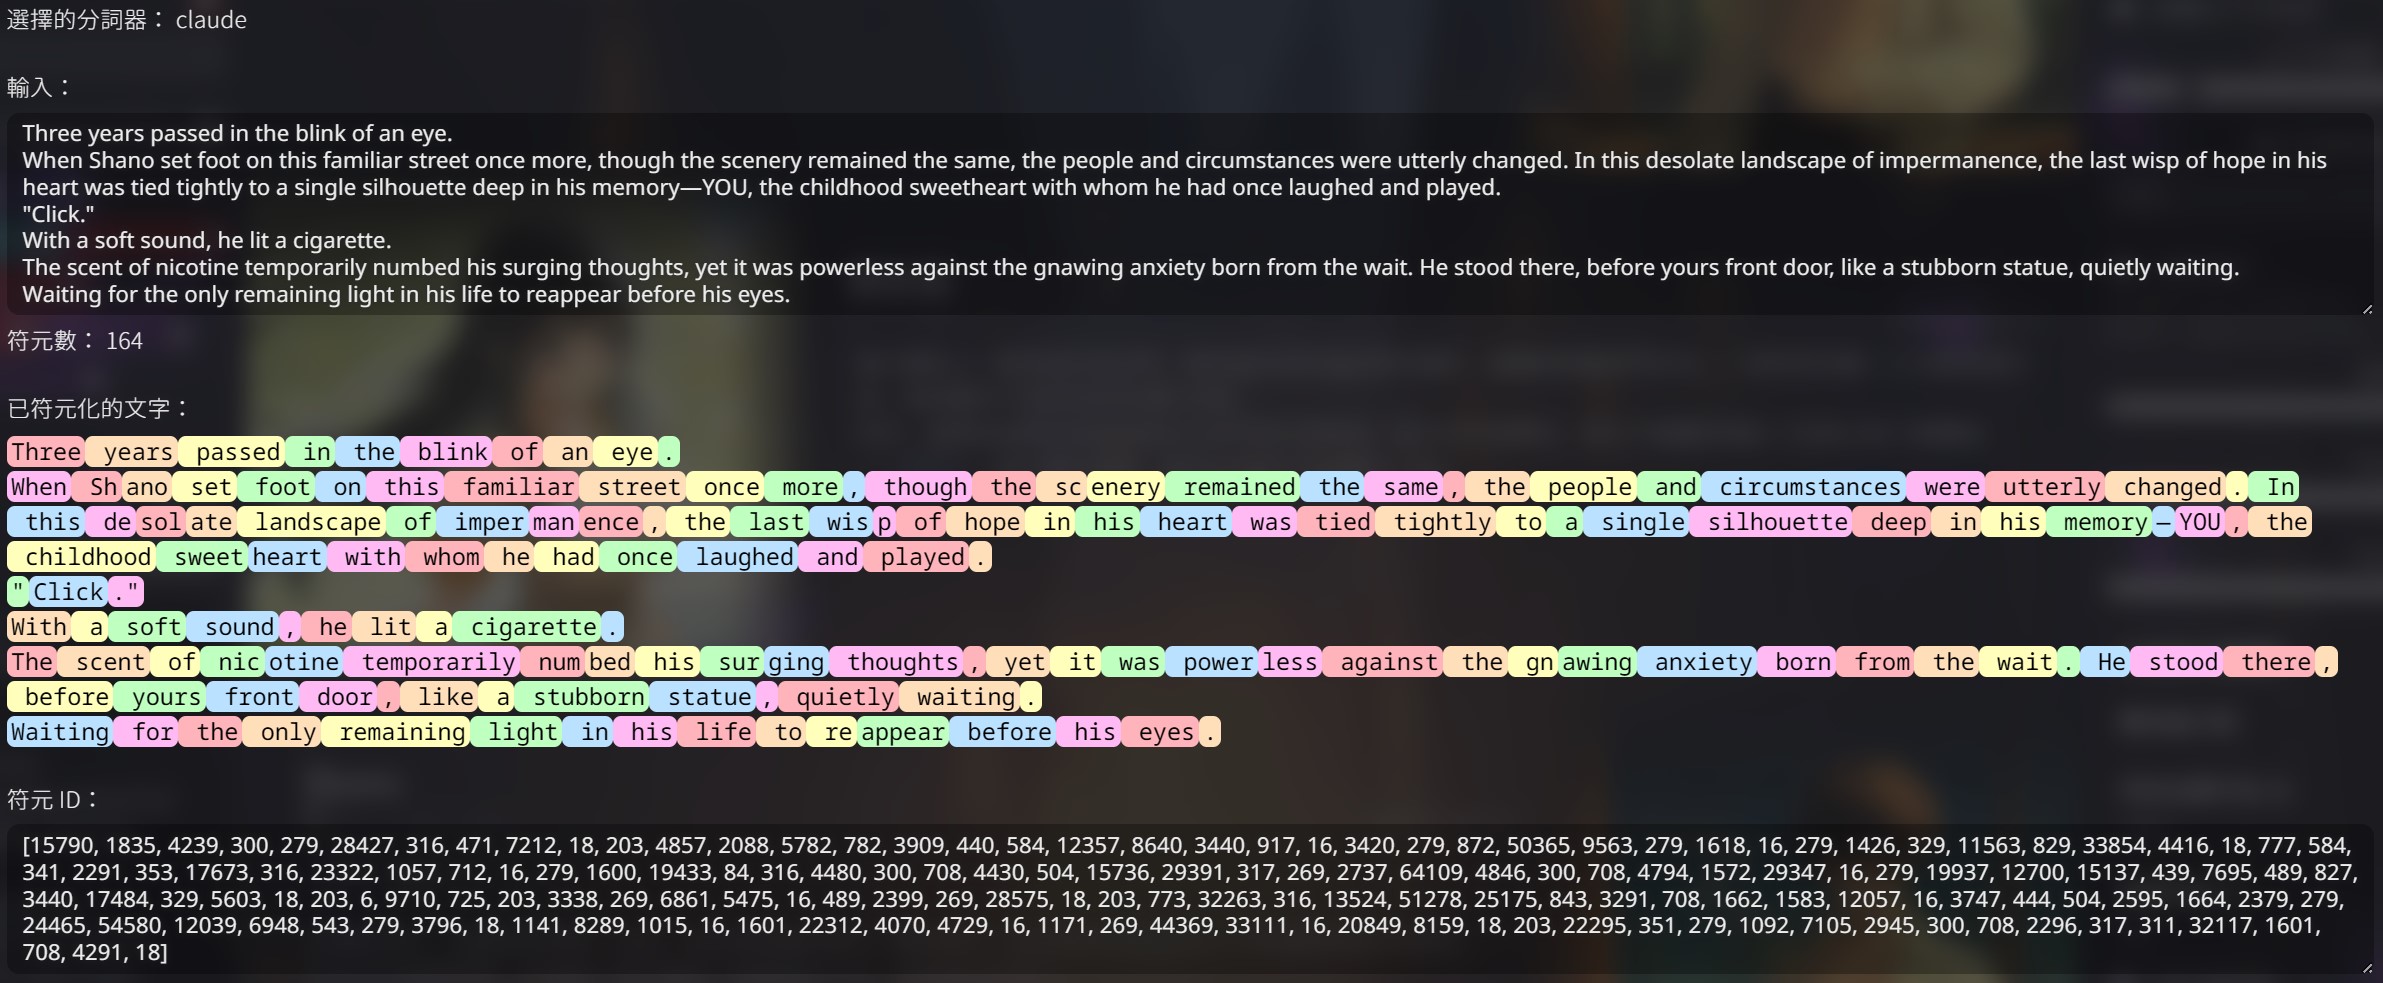 選擇的分詞器： claude
輸入：
Three years passed in the blink of an eye.
When Shano set foot on this familiar street once more, though the scenery remained the same, the people and circumstances were utterly changed. In this desolate landscape of impermanence, the last wisp of hope in his
heart was tied tightly to a single silhouette deep in his memory—YOU, the childhood sweetheart with whom he had once laughed and played.
"Click."
With a soft sound, he lit a cigarette.
The scent of nicotine temporarily numbed his surging thoughts, yet it was powerless against the gnawing anxiety born from the wait. He stood there, before yours front door, like a stubborn statue, quietly waiting.
Waiting for the only remaining light in his life to reappear before his eyes.
符元數： 164
已符元化的文字：
Three years passed in the blink of an eye.
When Shano set foot on this familiar street once more, though the scenery remained the same, the people and circumstances were utterly changed. In
this desolate landscape of impermanence, the last wisp of hope in his heart was tied tightly to a single silhouette deep in his memory—YOU, the
childhood sweetheart with whom he had once laughed and played.
"Click."
With a soft sound, he lit a cigarette.
The scent of nicotine temporarily numbed his surging thoughts, yet it was powerless against the gnawing anxiety born from the wait. He stood there,
before yours front door, like a stubborn statue, quietly waiting.
Waiting for the only remaining light in his life to reappear before his eyes.
符元 ID：
[15790, 1835, 4239, 300, 279, 28427, 316, 471, 7212, 18, 203, 4857, 2088, 5782, 782, 3909, 440, 584, 12357, 8640, 3440, 917, 16, 3420, 279, 872, 50365, 9563, 279, 1618, 16, 279, 1426, 329, 11563, 829, 33854, 4416, 18, 777, 584,
341, 2291, 353, 17673, 316, 23322, 1057, 712, 16, 279, 1600, 19433, 84, 316, 4480, 300, 708, 4430, 504, 15736, 29391, 317, 269, 2737, 64109, 4846, 300, 708, 4794, 1572, 29347, 16, 279, 19937, 12700, 15137, 439, 7695, 489, 827,
3440, 17484, 329, 5603, 18, 203, 6, 9710, 725, 203, 3338, 269, 6861, 5475, 16, 489, 2399, 269, 28575, 18, 203, 773, 32263, 316, 13524, 51278, 25175, 843, 3291, 708, 1662, 1583, 12057, 16, 3747, 444, 504, 2595, 1664, 2379, 279,
24465, 54580, 12039, 6948, 543, 279, 3796, 18, 1141, 8289, 1015, 16, 1601, 22312, 4070, 4729, 16, 1171, 269, 44369, 33111, 16, 20849, 8159, 18, 203, 22295, 351, 279, 1092, 7105, 2945, 300, 708, 2296, 317, 311, 32117, 1601,
708, 4291, 18]